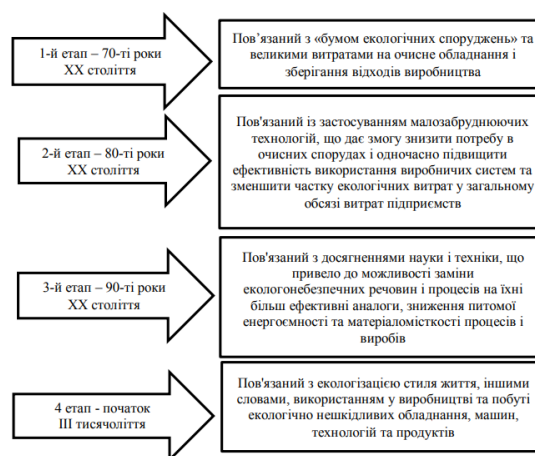 1-й етап – 70-ті роки
ХХ століття
Пов’язаний з «бумом екологічних споруджень» та
великими витратами на очисне обладнання і
зберігання відходів виробництва
2-й етап – 80-ті роки
ХХ століття
Пов'язаний із застосуванням малозабруднюючих
технологій, що дає змогу знизити потребу в
очисних спорудах і одночасно підвищити
ефективність використання виробничих систем та
зменшити частку екологічних витрат у загальному
обсязі витрат підприємств
3-й етап – 90-ті роки
ХХ століття
Пов'язаний з досягненнями науки і техніки, що
привело до можливості заміни
екологонебезпечних речовин і процесів на їхні
більш ефективні аналоги, зниження питомої
енергоємності та матеріаломісткості процесів і
виробів
4 етап - початок
ІІІ тисячоліття
Пов'язаний з екологізацією стиля життя, іншими
словами, використанням у виробництві та побуті
екологічно нешкідливих обладнання, машин,
технологій та продуктів